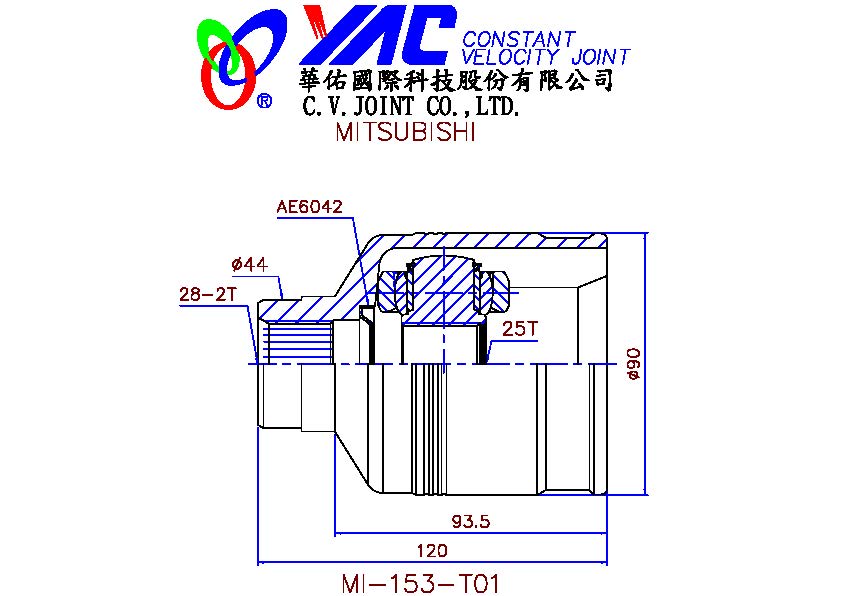 YAC CONSTANT
VELOCITY JOINT
®
華佑國際科技股份有限公司
C.V.JOINT CO.,LTD.
MITSUBISHI
AE6042
ø44
28-2T
25T
ø90
93.5
120
MI-153-T01